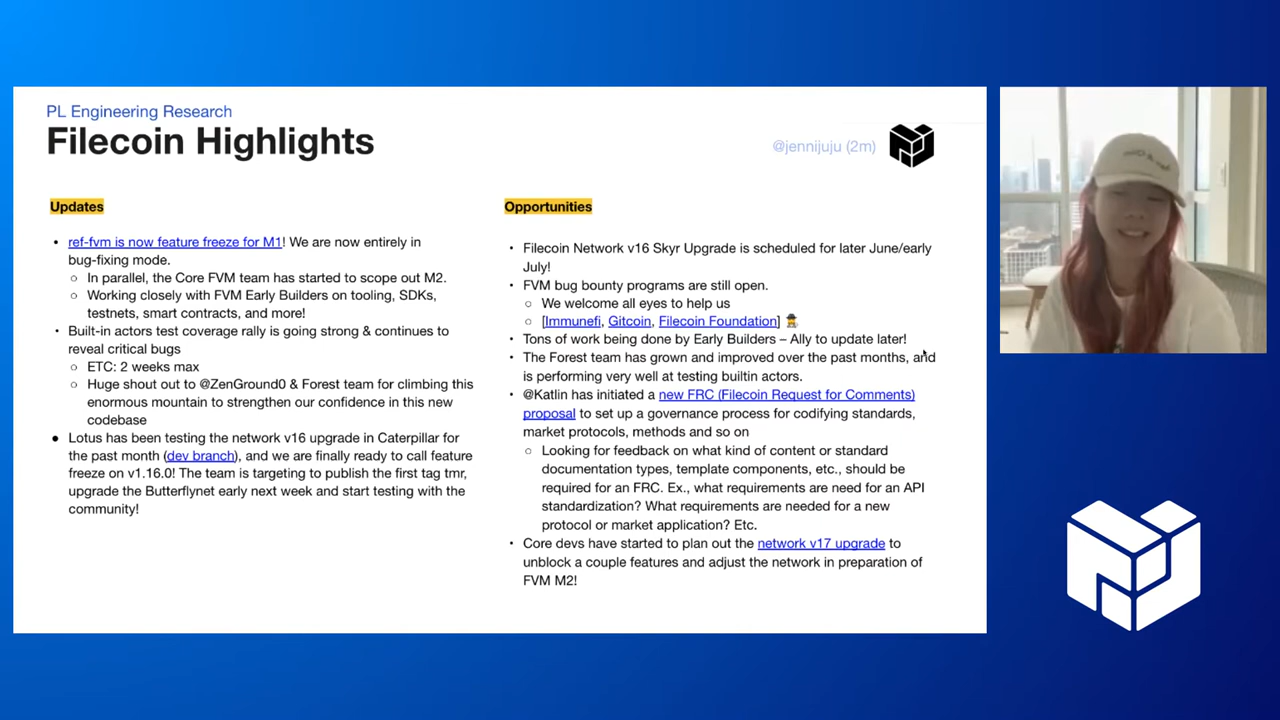 PL Engineering Research
Filecoin Highlights
@jennijuju (2m)
Updates
• ref-fvm is now feature freeze for M1! We are now entirely in
bug-fixing mode.
○ In parallel, the Core FVM team has started to scope out M2.
○ Working closely with FVM Early Builders on tooling, SDKs,
testnets, smart contracts, and more!
• Built-in actors test coverage rally is going strong & continues to
reveal critical bugs
○ ETC: 2 weeks max
○ Huge shout out to @ZenGround0 & Forest team for climbing this
enormous mountain to strengthen our confidence in this new
codebase
● Lotus has been testing the network v16 upgrade in Caterpillar for
the past month (dev branch), and we are finally ready to call feature
freeze on v1.16.0! The team is targeting to publish the first tag tmr,
upgrade the Butterflynet early next week and start testing with the
community!
Opportunities
• Filecoin Network v16 Skyr Upgrade is scheduled for later June/early
July!
• FVM bug bounty programs are still open.
○ We welcome all eyes to help us
○ [Immunefi, Gitcoin, Filecoin Foundation] 🕵
• Tons of work being done by Early Builders – Ally to update later!
• The Forest team has grown and improved over the past months, and
is performing very well at testing builtin actors.
• @Katlin has initiated a new FRC (Filecoin Request for Comments)
proposal to set up a governance process for codifying standards,
market protocols, methods and so on
○ Looking for feedback on what kind of content or standard
documentation types, template components, etc., should be
required for an FRC. Ex., what requirements are need for an API
standardization? What requirements are needed for a new
protocol or market application? Etc.
• Core devs have started to plan out the network v17 upgrade to
unblock a couple features and adjust the network in preparation of
FVM M2!